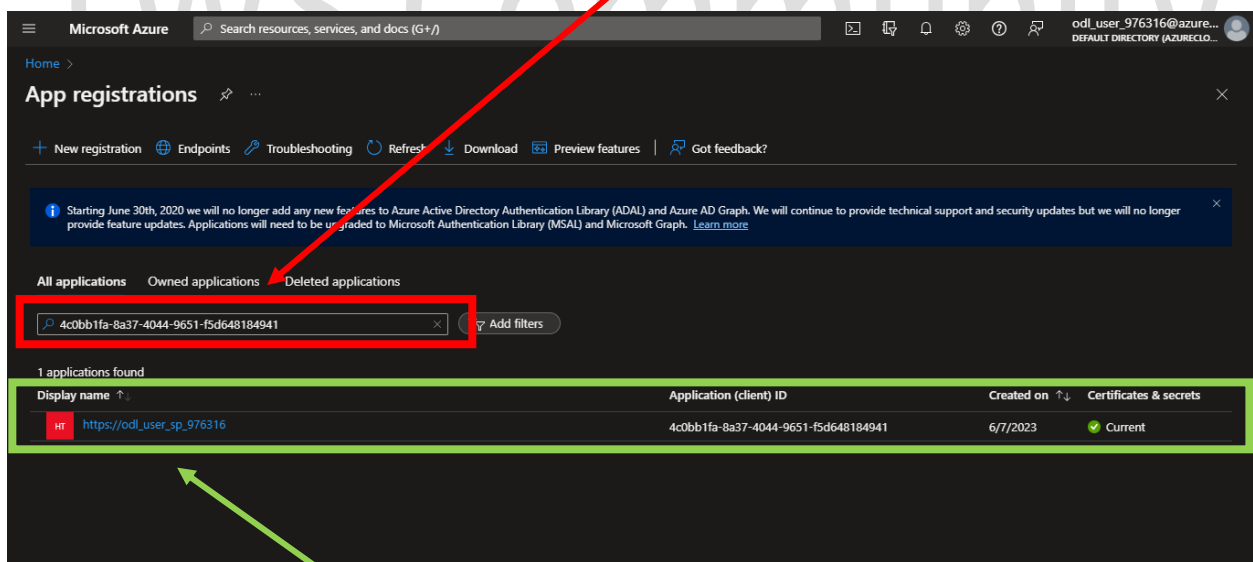 TWS Community
Microsoft Azure
Search resources, services, and docs (G+/)
odl_user_976316@azure...
DEFAULT DIRECTORY (AZURECLO...
Home >
App registrations
New registration Endpoints Troubleshooting Refresh Download Preview features Got feedback?
Starting June 30th, 2020 we will no longer add any new features to Azure Active Directory Authentication Library (ADAL) and Azure AD Graph. We will continue to provide technical support and security updates but we will no longer
provide feature updates. Applications will need to be upgraded to Microsoft Authentication Library (MSAL) and Microsoft Graph. Learn more
All applications Owned applications Deleted applications
4c0bb1fa-8a37-4044-9651-f5d648184941 Add filters
1 applications found
Display name Application (client) ID Created on Certificates & secrets
HT https://odl_user_sp_976316 4c0bb1fa-8a37-4044-9651-f5d648184941 6/7/2023 Current